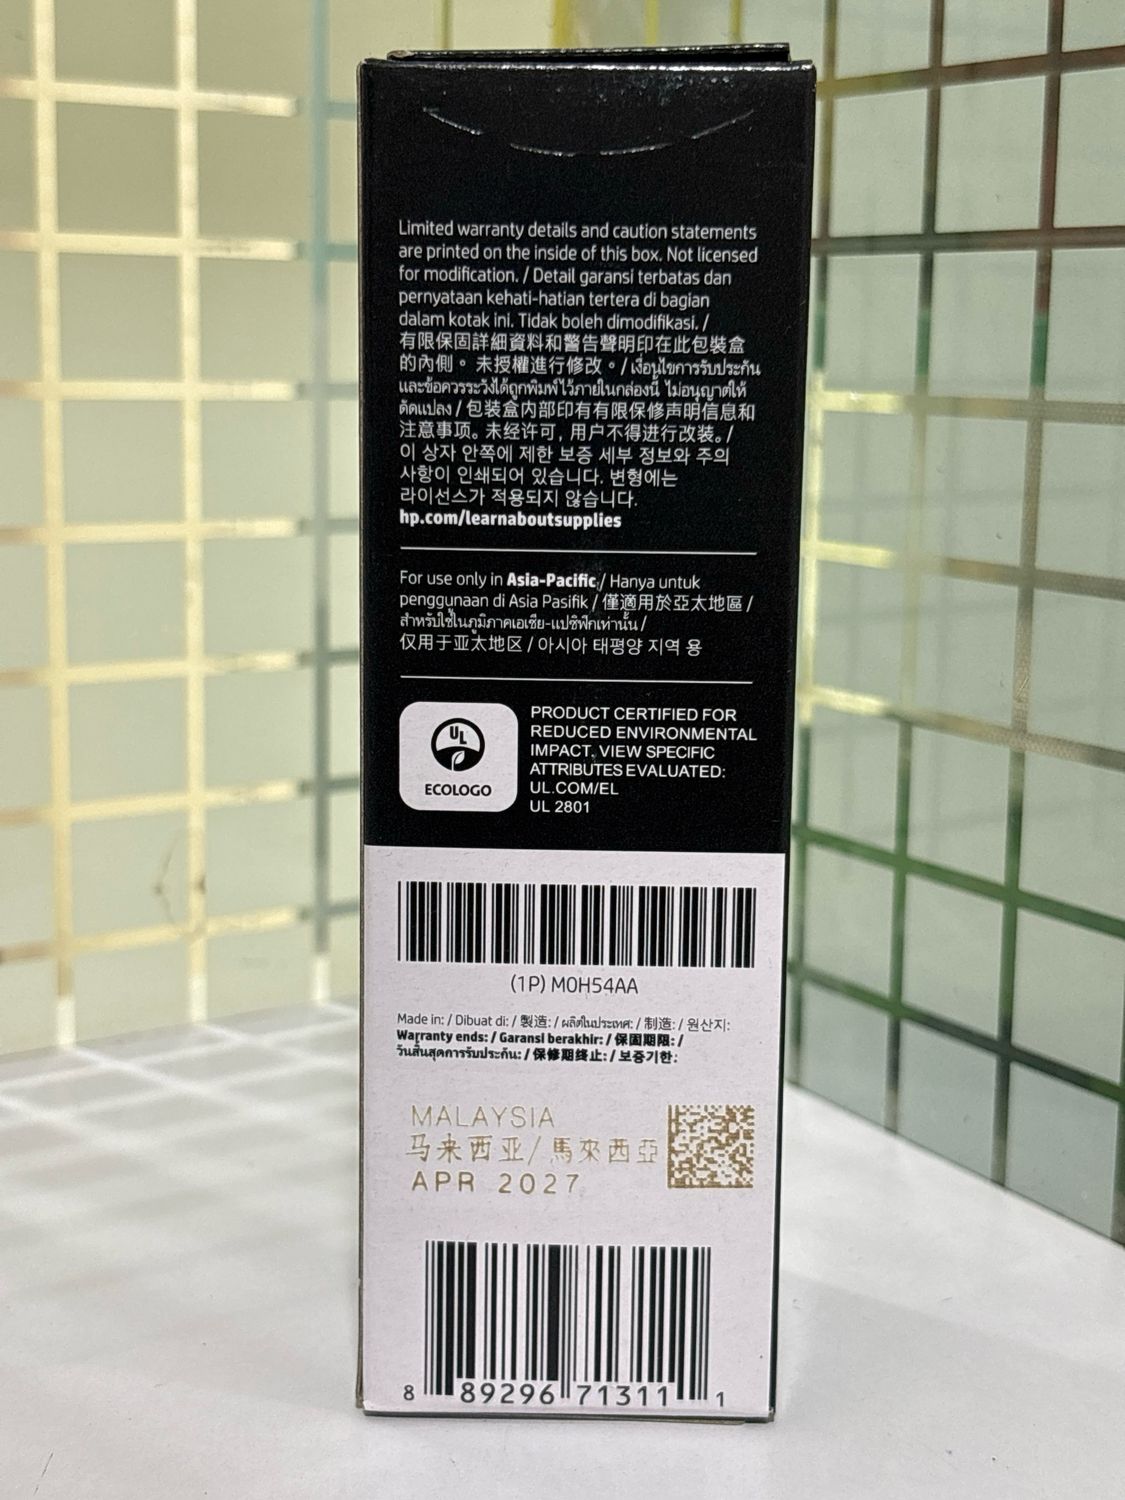 Limited warranty details and caution statements
are printed on the inside of this box. Not licensed
for modification. / Detail garansi terbatas dan
pernyataan kehati-hatian tertera di bagian
dalam kotak ini. Tidak boleh dimodifikasi. /
有限保固詳細資料和警告聲明印在此包裝盒
的內側。 未授權進行修改。/ เงื่อนไขการรับประกัน
และข้อควรระวังได้ถูกพิมพ์ไว้ภายในกล่องนี้ ไม่อนุญาตให้
ดัดแปลง / 包装盒内部印有有限保修声明信息和
注意事项。未经许可, 用户不得进行改装。/
이 상자 안쪽에 제한 보증 세부 정보와 주의
사항이 인쇄되어 있습니다. 변형에는
라이선스가 적용되지 않습니다.
hp.com/learnaboutsupplies
For use only in Asia-Pacific / Hanya untuk
penggunaan di Asia Pasifik / 僅適用於亞太地區 /
สำหรับใช้ในภูมิภาคเอเชีย-แปซิฟิกเท่านั้น /
仅用于亚太地区 / 아시아 태평양 지역 용
UL
ECOLOGO
PRODUCT CERTIFIED FOR
REDUCED ENVIRONMENTAL
IMPACT. VIEW SPECIFIC
ATTRIBUTES EVALUATED:
UL.COM/EL
UL 2801
(1P) M0H54AA
Made in: / Dibuat di: / 製造: / ผลิตในประเทศ: / 制造: / 원산지:
Warranty ends: / Garansi berakhir: / 保固期限: /
วันสิ้นสุดการรับประกัน: / 保修期终止: / 보증기한:
MALAYSIA
马来西亚/馬來西亞
APR 2027
8 89296 71311 1